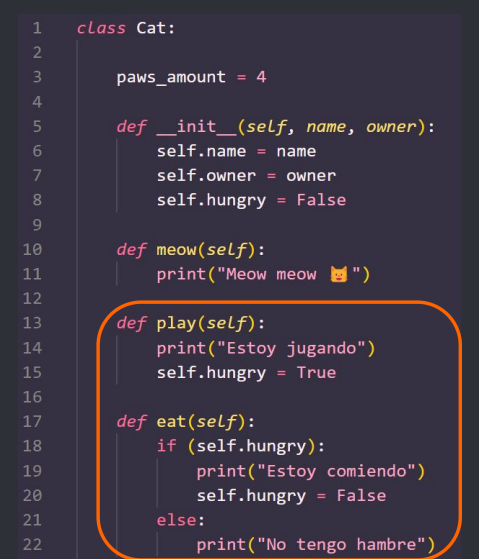 1 class Cat:
2
3 paws_amount = 4
4
5 def __init__(self, name, owner):
6 self.name = name
7 self.owner = owner
8 self.hungry = False
9
10 def meow(self):
11 print("Meow meow 🐱")
12
13 def play(self):
14 print("Estoy jugando")
15 self.hungry = True
16
17 def eat(self):
18 if (self.hungry):
19 print("Estoy comiendo")
20 self.hungry = False
21 else:
22 print("No tengo hambre")